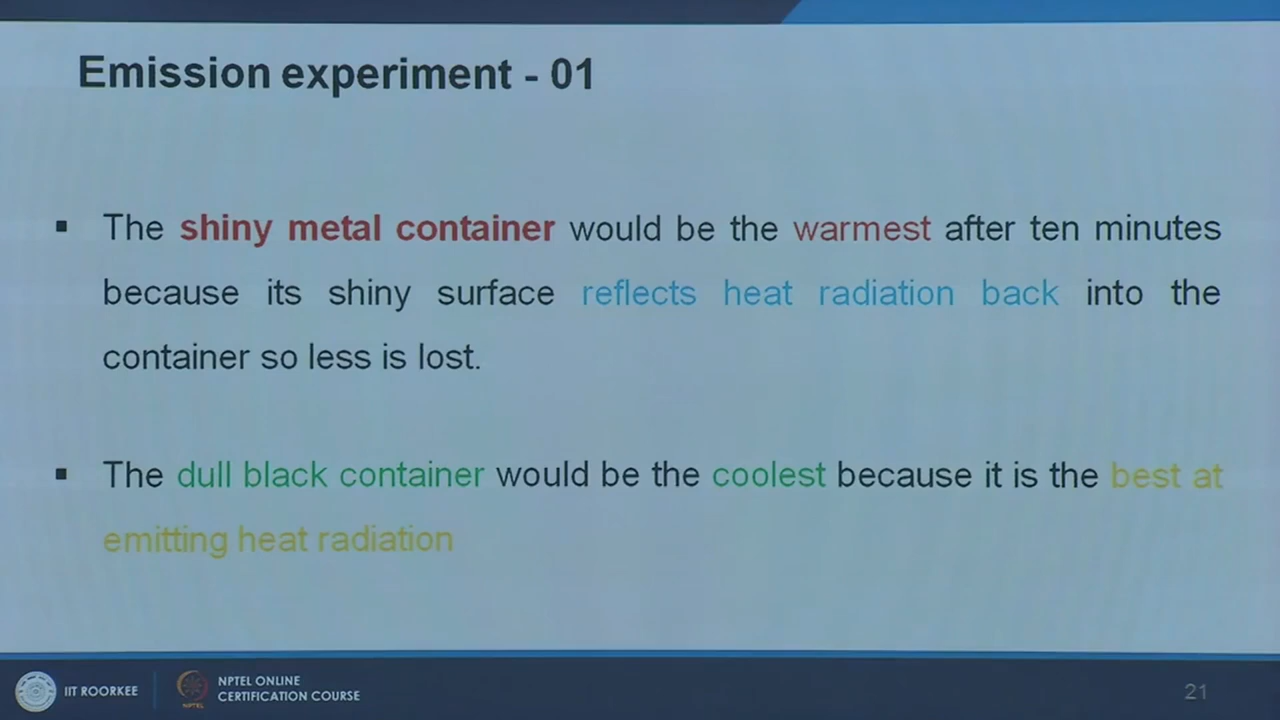 Emission experiment - 01
▪ The shiny metal container would be the warmest after ten minutes
because its shiny surface reflects heat radiation back into the
container so less is lost.
▪ The dull black container would be the coolest because it is the best at
emitting heat radiation
IIT ROORKEE
NPTEL ONLINE
CERTIFICATION COURSE
NPTEL
21